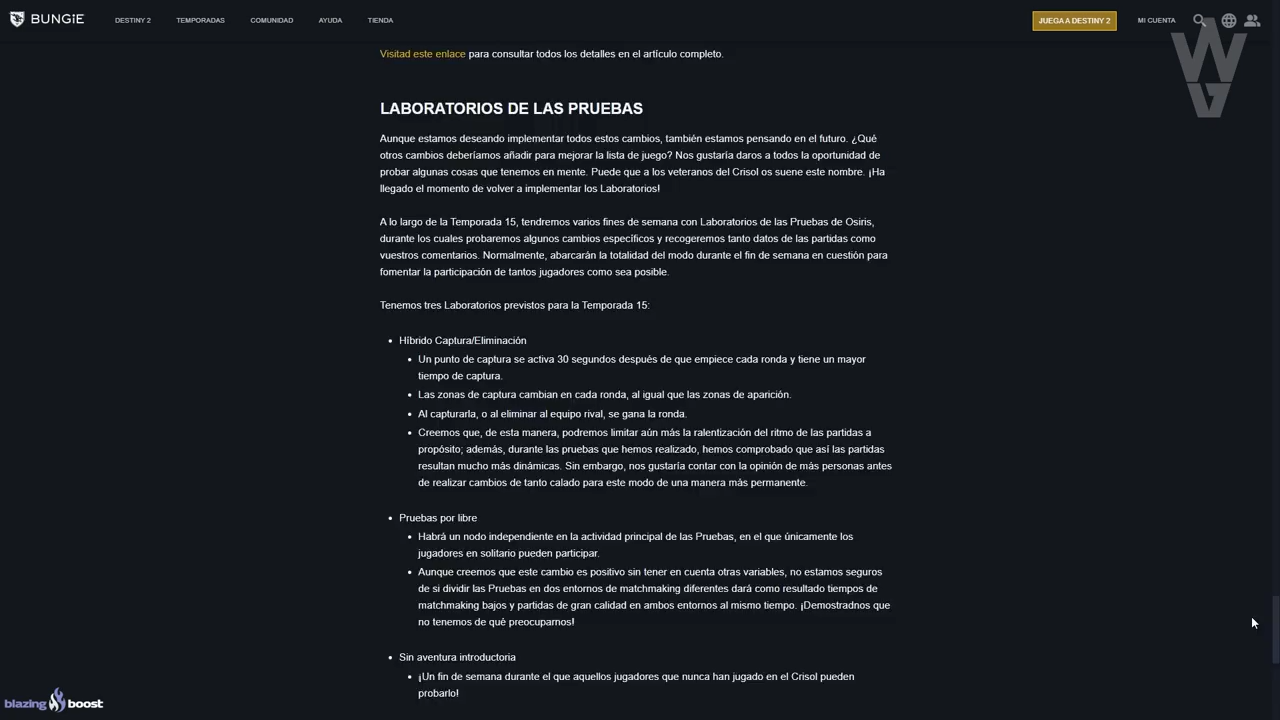 BUNGiE
DESTINY 2
TEMPORADAS
COMUNIDAD
AYUDA
TIENDA
JUEGA A DESTINY 2
MI CUENTA
Visitad este enlace para consultar todos los detalles en el artículo completo.
LABORATORIOS DE LAS PRUEBAS
Aunque estamos deseando implementar todos estos cambios, también estamos pensando en el futuro. ¿Qué
otros cambios deberíamos añadir para mejorar la lista de juego? Nos gustaría daros a todos la oportunidad de
probar algunas cosas que tenemos en mente. Puede que a los veteranos del Crisol os suene este nombre. ¡Ha
llegado el momento de volver a implementar los Laboratorios!
A lo largo de la Temporada 15, tendremos varios fines de semana con Laboratorios de las Pruebas de Osiris,
durante los cuales probaremos algunos cambios específicos y recogeremos tanto datos de las partidas como
vuestros comentarios. Normalmente, abarcarán la totalidad del modo durante el fin de semana en cuestión para
fomentar la participación de tantos jugadores como sea posible.
Tenemos tres Laboratorios previstos para la Temporada 15:
• Híbrido Captura/Eliminación
• Un punto de captura se activa 30 segundos después de que empiece cada ronda y tiene un mayor
tiempo de captura.
• Las zonas de captura cambian en cada ronda, al igual que las zonas de aparición.
• Al capturarla, o al eliminar al equipo rival, se gana la ronda.
• Creemos que, de esta manera, podremos limitar aún más la ralentización del ritmo de las partidas a
propósito; además, durante las pruebas que hemos realizado, hemos comprobado que así las partidas
resultan mucho más dinámicas. Sin embargo, nos gustaría contar con la opinión de más personas antes
de realizar cambios de tanto calado para este modo de una manera más permanente.
• Pruebas por libre
• Habrá un nodo independiente en la actividad principal de las Pruebas, en el que únicamente los
jugadores en solitario pueden participar.
• Aunque creemos que este cambio es positivo sin tener en cuenta otras variables, no estamos seguros
de si dividir las Pruebas en dos entornos de matchmaking diferentes dará como resultado tiempos de
matchmaking bajos y partidas de gran calidad en ambos entornos al mismo tiempo. ¡Demostradnos que
no tenemos de qué preocuparnos!
• Sin aventura introductoria
• ¡Un fin de semana durante el que aquellos jugadores que nunca han jugado en el Crisol pueden
probarlo!
blazing boost